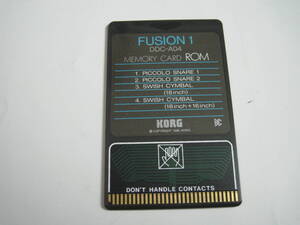 FUSION 1
DDC-A04
MEMORY CARD ROM
1. PICCOLO SNARE 1
2. PICCOLO SNARE 2
3. SWISH CYMBAL
(18inch)
4. SWISH CYMBAL
(18inch+16inch)
KORG
DON'T HANDLE CONTACTS